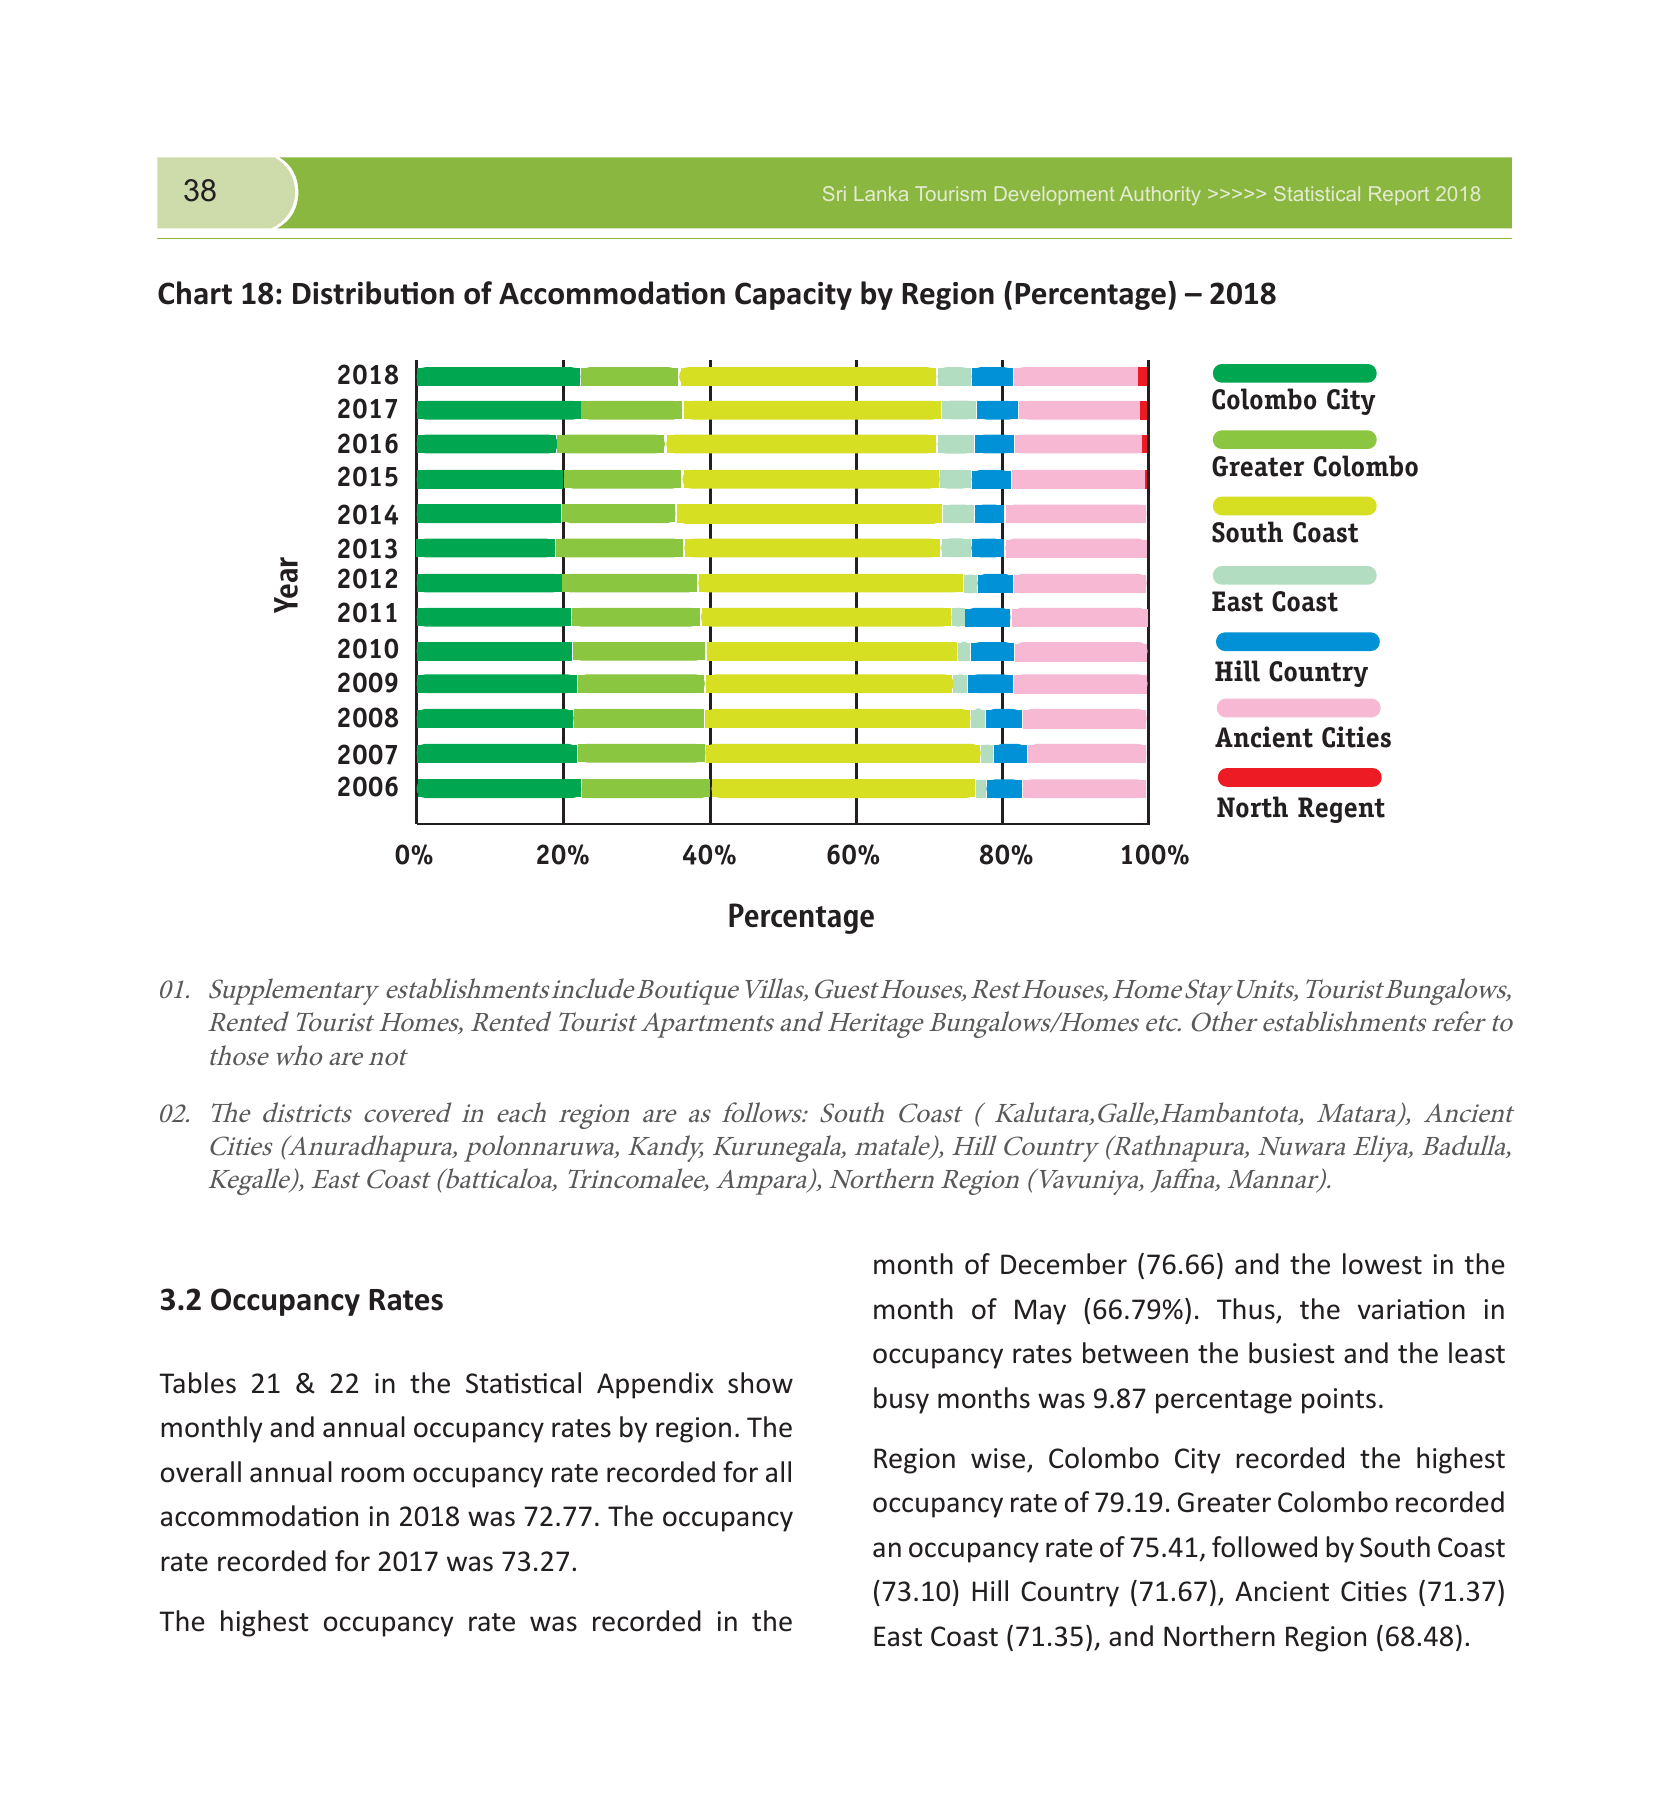 38
Sri Lanka Tourism Development Authority >>>>> Statistical Report 2018
Chart 18: Distribution of Accommodation Capacity by Region (Percentage) – 2018
Year
2018
2017
2016
2015
2014
2013
2012
2011
2010
2009
2008
2007
2006
0% 20% 40% 60% 80% 100%
Percentage
Colombo City
Greater Colombo
South Coast
East Coast
Hill Country
Ancient Cities
North Regent
01. Supplementary establishments include Boutique Villas, Guest Houses, Rest Houses, Home Stay Units, Tourist Bungalows,
Rented Tourist Homes, Rented Tourist Apartments and Heritage Bungalows/Homes etc. Other establishments refer to
those who are not
02. The districts covered in each region are as follows: South Coast ( Kalutara,Galle,Hambantota, Matara), Ancient
Cities (Anuradhapura, polonnaruwa, Kandy, Kurunegala, matale), Hill Country (Rathnapura, Nuwara Eliya, Badulla,
Kegalle), East Coast (batticaloa, Trincomalee, Ampara), Northern Region (Vavuniya, Jaffna, Mannar).
3.2 Occupancy Rates
Tables 21 & 22 in the Statistical Appendix show
monthly and annual occupancy rates by region. The
overall annual room occupancy rate recorded for all
accommodation in 2018 was 72.77. The occupancy
rate recorded for 2017 was 73.27.
The highest occupancy rate was recorded in the
month of December (76.66) and the lowest in the
month of May (66.79%). Thus, the variation in
occupancy rates between the busiest and the least
busy months was 9.87 percentage points.
Region wise, Colombo City recorded the highest
occupancy rate of 79.19. Greater Colombo recorded
an occupancy rate of 75.41, followed by South Coast
(73.10) Hill Country (71.67), Ancient Cities (71.37)
East Coast (71.35), and Northern Region (68.48).